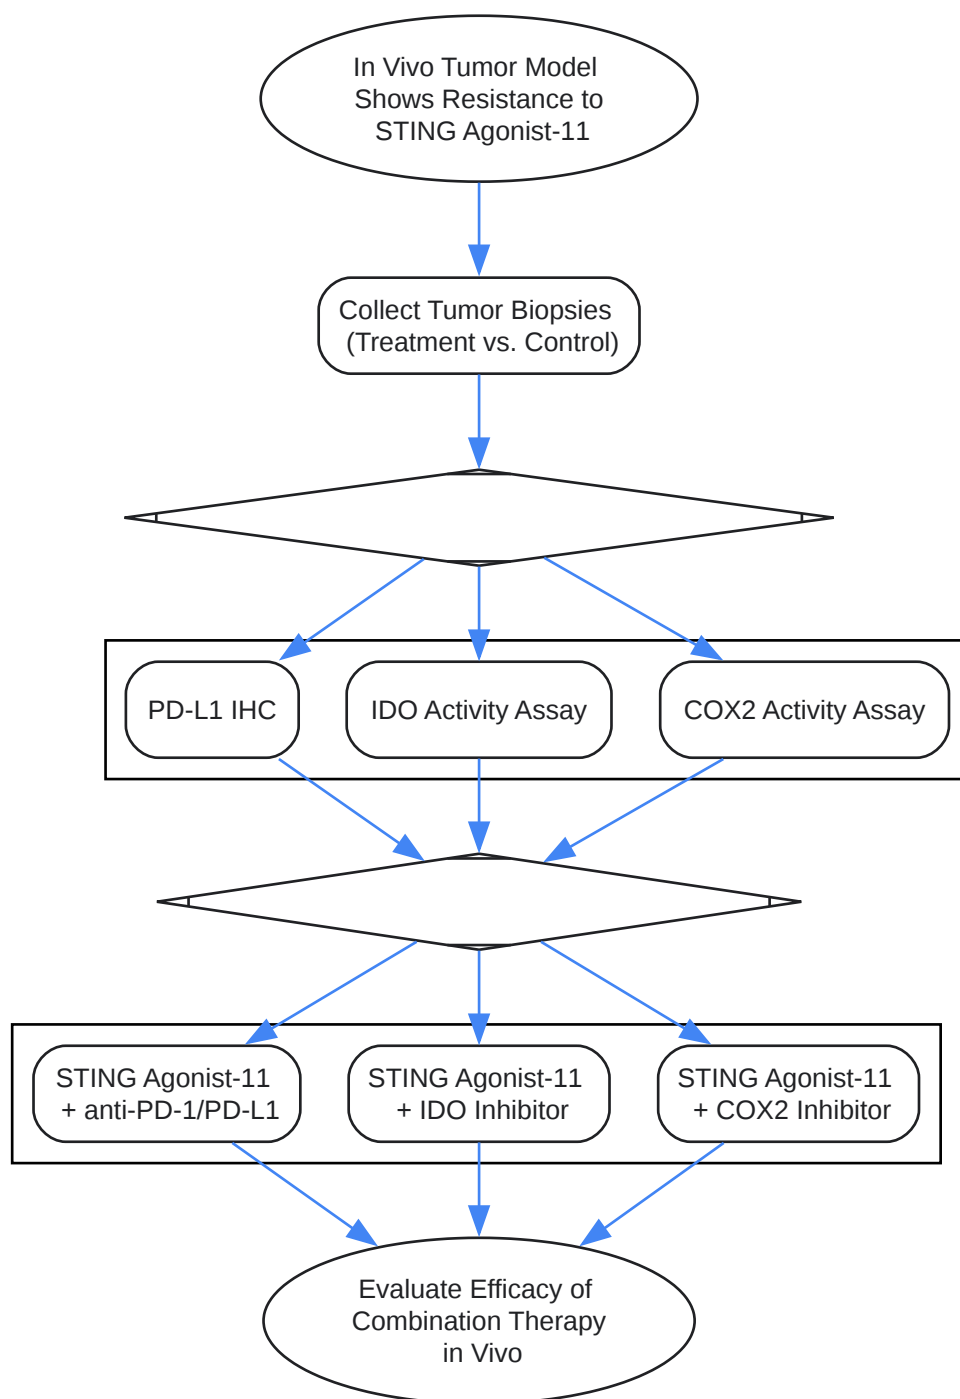 In Vivo Tumor Model
Shows Resistance to
STING Agonist-11
Collect Tumor Biopsies
(Treatment vs. Control)
PD-L1 IHC
IDO Activity Assay
COX2 Activity Assay
STING Agonist-11
+ anti-PD-1/PD-L1
STING Agonist-11
+ IDO Inhibitor
STING Agonist-11
+ COX2 Inhibitor
Evaluate Efficacy of
Combination Therapy
in Vivo